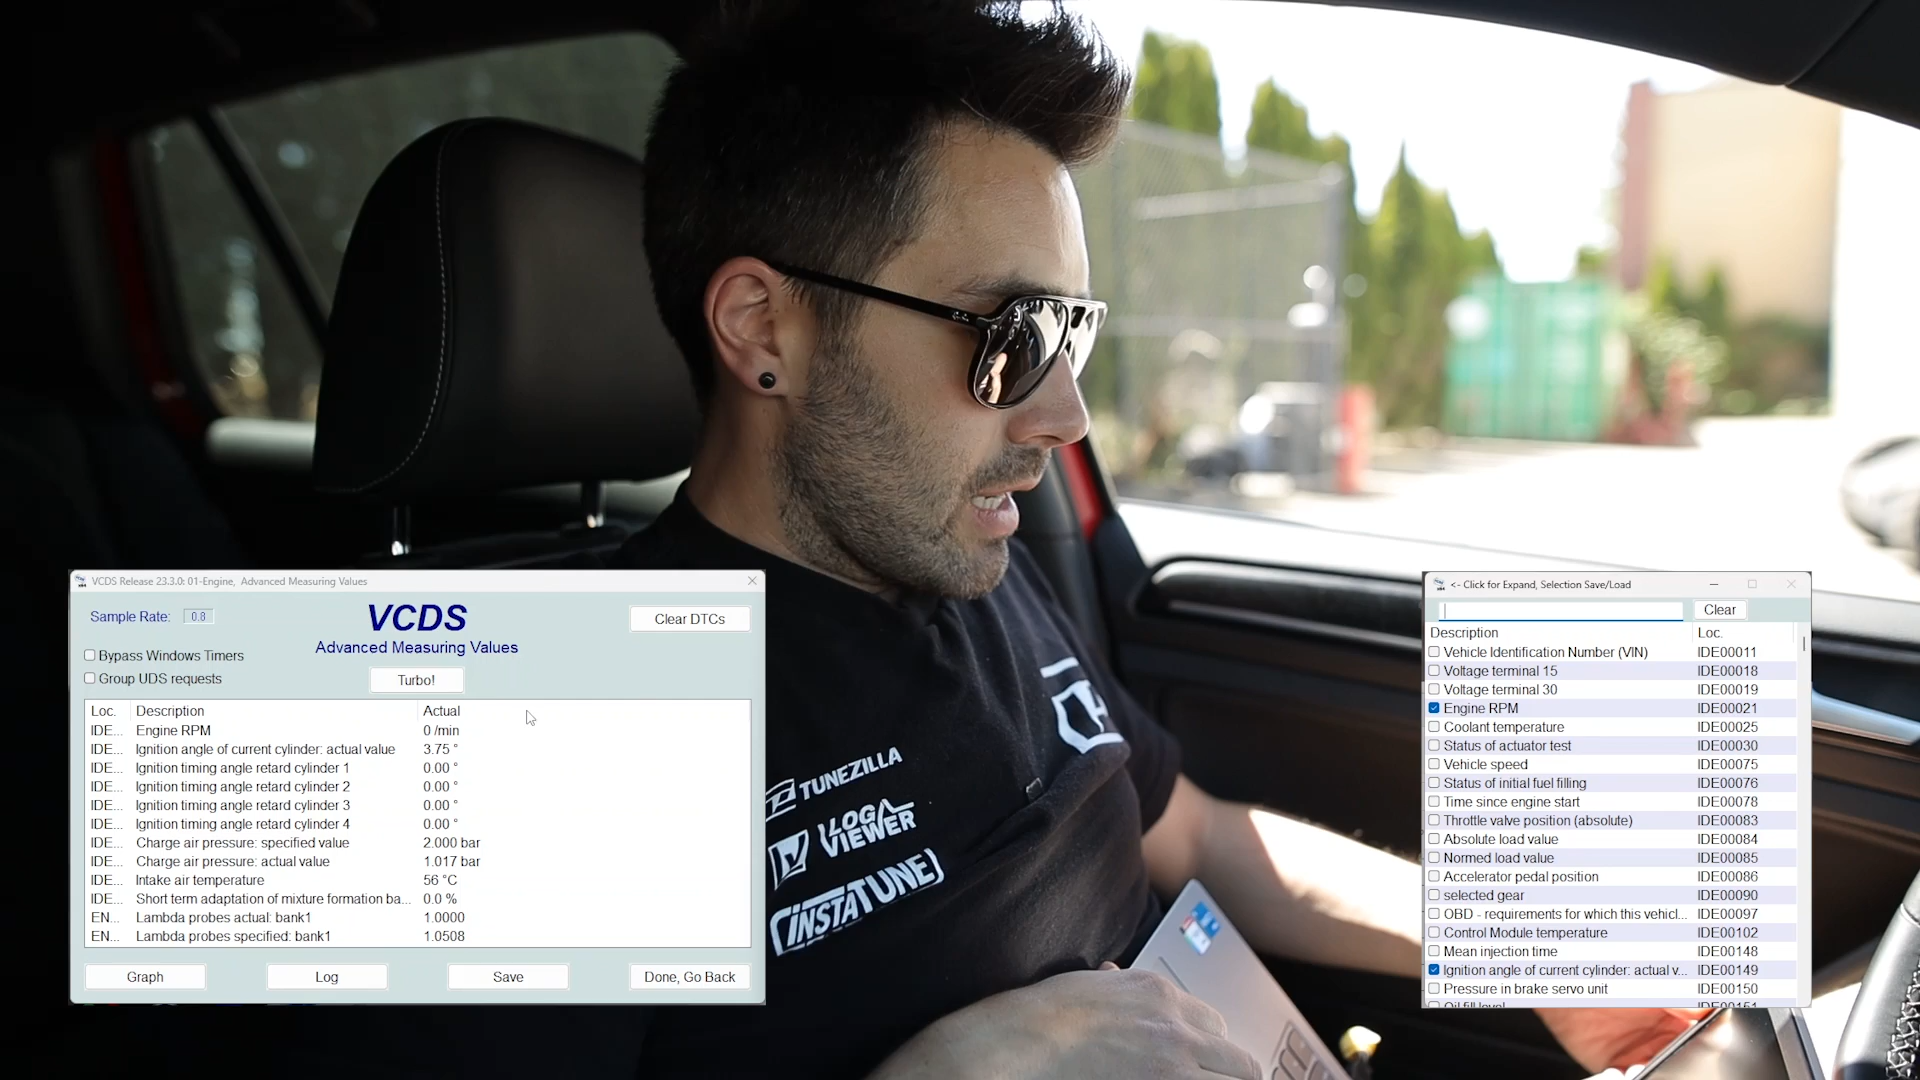 VCDS Release 23.3.0: 01-Engine, Advanced Measuring Values
Sample Rate: 0.8
VCDS
Advanced Measuring Values
Clear DTCs
Bypass Windows Timers
Group UDS requests
Turbo!
Loc. Description Actual
IDE... Engine RPM 0 /min
IDE... Ignition angle of current cylinder: actual value 3.75 °
IDE... Ignition timing angle retard cylinder 1 0.00 °
IDE... Ignition timing angle retard cylinder 2 0.00 °
IDE... Ignition timing angle retard cylinder 3 0.00 °
IDE... Ignition timing angle retard cylinder 4 0.00 °
IDE... Charge air pressure: specified value 2.000 bar
IDE... Charge air pressure: actual value 1.017 bar
IDE... Intake air temperature 56 °C
IDE... Short term adaptation of mixture formation ba... 0.0 %
EN... Lambda probes actual: bank1 1.0000
EN... Lambda probes specified: bank1 1.0508
Graph Log Save Done, Go Back
TUNEZILLA
LOG
VIEWER
INSTATUNE
<- Click for Expand, Selection Save/Load
Clear
Description Loc.
Vehicle Identification Number (VIN) IDE00011
Voltage terminal 15 IDE00018
Voltage terminal 30 IDE00019
Engine RPM IDE00021
Coolant temperature IDE00025
Status of actuator test IDE00030
Vehicle speed IDE00075
Status of initial fuel filling IDE00076
Time since engine start IDE00078
Throttle valve position (absolute) IDE00083
Absolute load value IDE00084
Normed load value IDE00085
Accelerator pedal position IDE00086
selected gear IDE00090
OBD - requirements for which this vehicl... IDE00097
Control Module temperature IDE00102
Mean injection time IDE00148
Ignition angle of current cylinder: actual v... IDE00149
Pressure in brake servo unit IDE00150
Oil fill level IDE00151